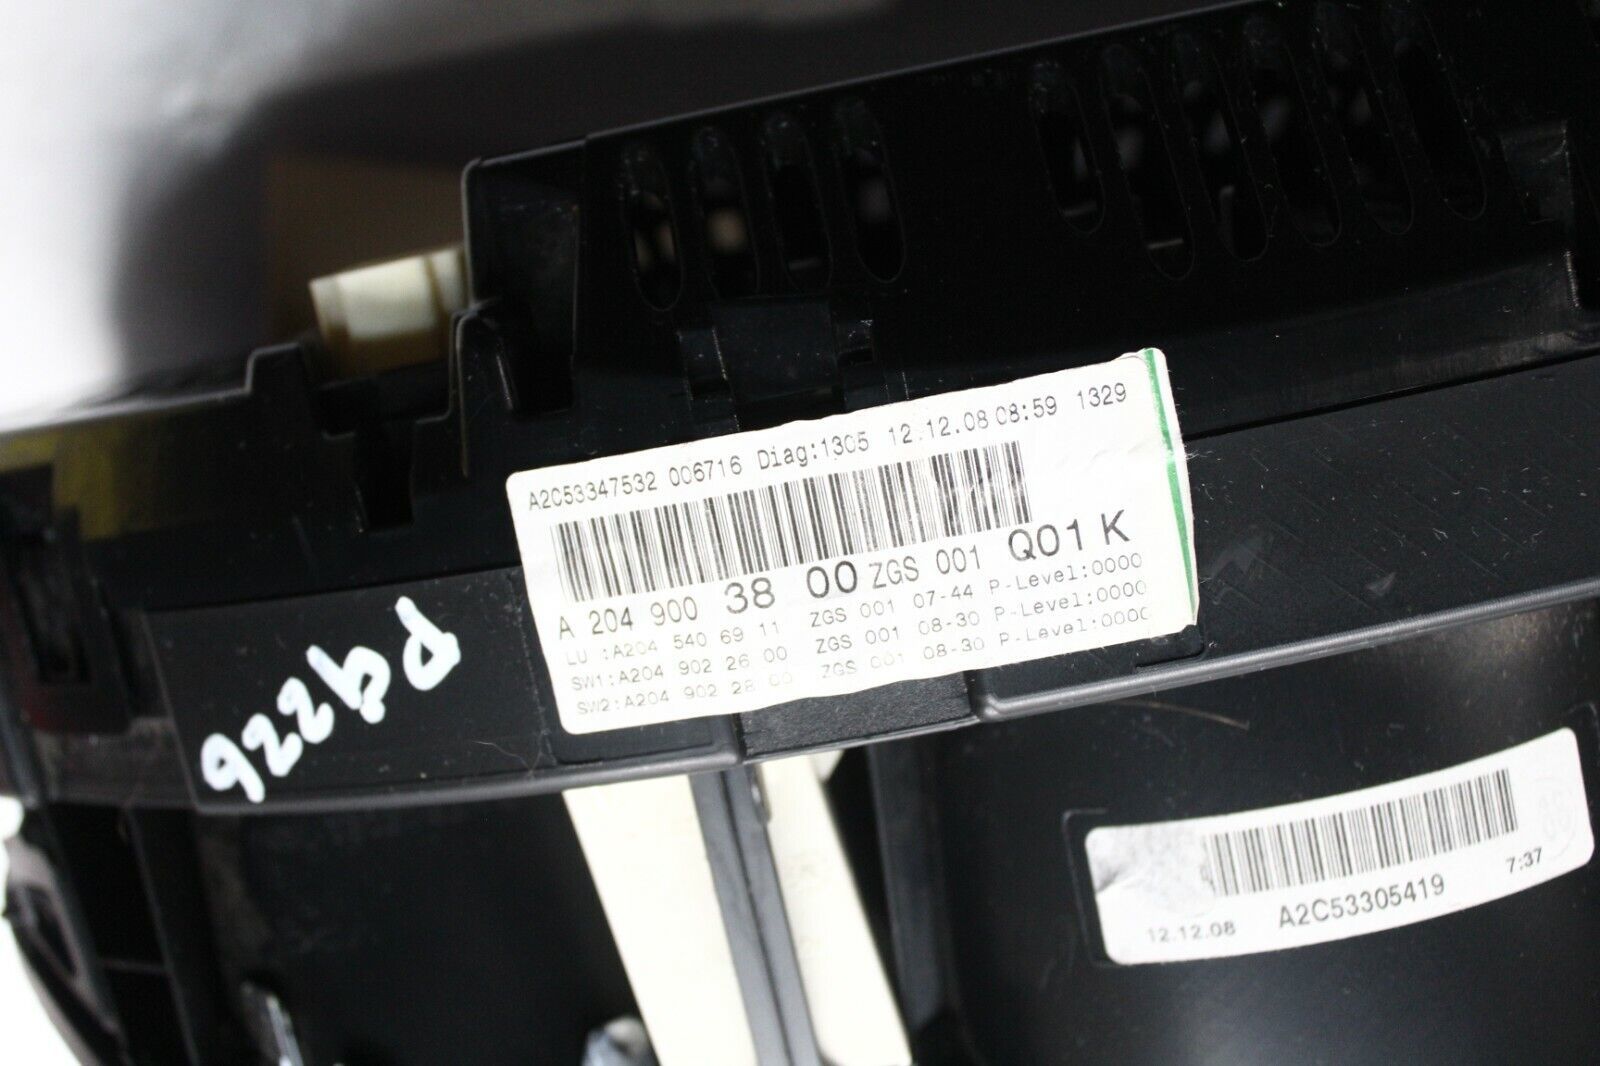 A2C53347532 006716 Diag:1305 12.12.08 08:59 1329
A 204 900 38 00 ZGS 001 Q01 K
LU :A204 540 69 11 ZGS 001 07-44 P-Level:0000
SW1:A204 902 26 00 ZGS 001 08-30 P-Level:0000
SW2:A204 902 28 00 ZGS 001 08-30 P-Level:0000
P9226
12.12.08 A2C53305419 7:37